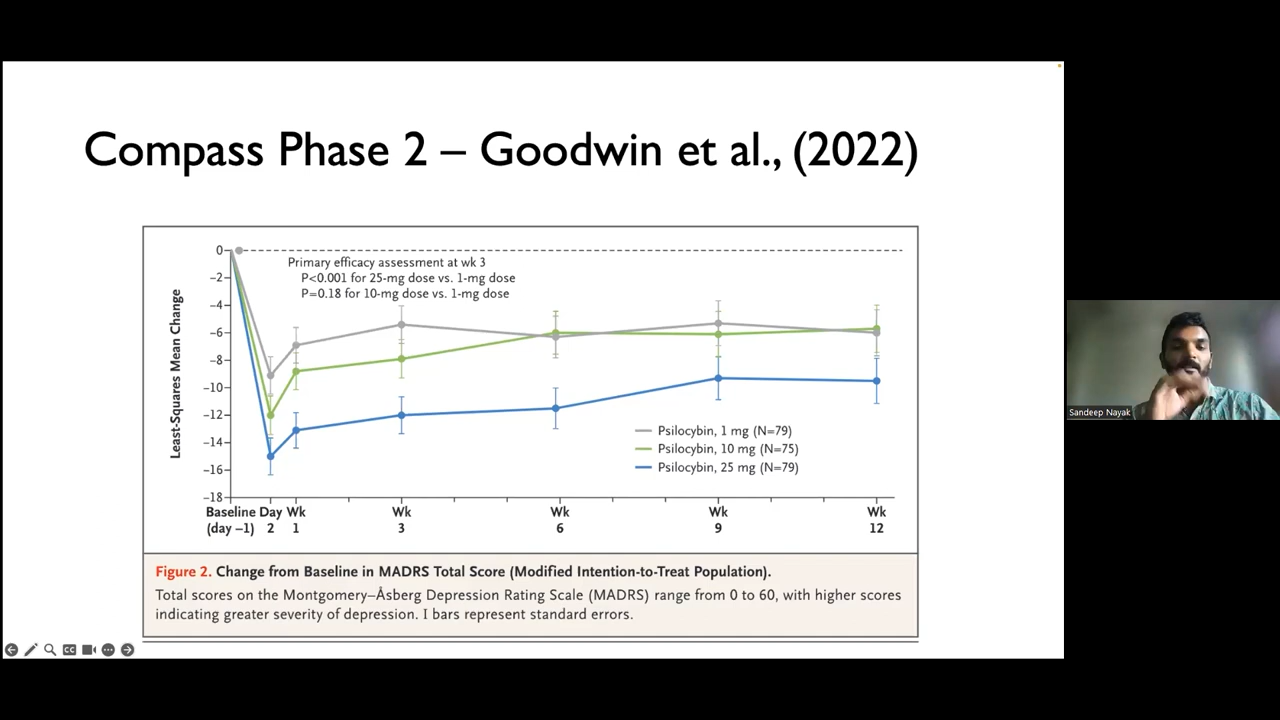 Compass Phase 2 – Goodwin et al., (2022)
Primary efficacy assessment at wk 3
P<0.001 for 25-mg dose vs. 1-mg dose
P=0.18 for 10-mg dose vs. 1-mg dose
Least-Squares Mean Change
0
–2
–4
–6
–8
–10
–12
–14
–16
–18
Psilocybin, 1 mg (N=79)
Psilocybin, 10 mg (N=75)
Psilocybin, 25 mg (N=79)
Baseline Day Wk Wk Wk Wk Wk
(day –1) 2 1 3 6 9 12
Figure 2. Change from Baseline in MADRS Total Score (Modified Intention-to-Treat Population).
Total scores on the Montgomery–Åsberg Depression Rating Scale (MADRS) range from 0 to 60, with higher scores
indicating greater severity of depression. I bars represent standard errors.
CC
Sandeep Nayak